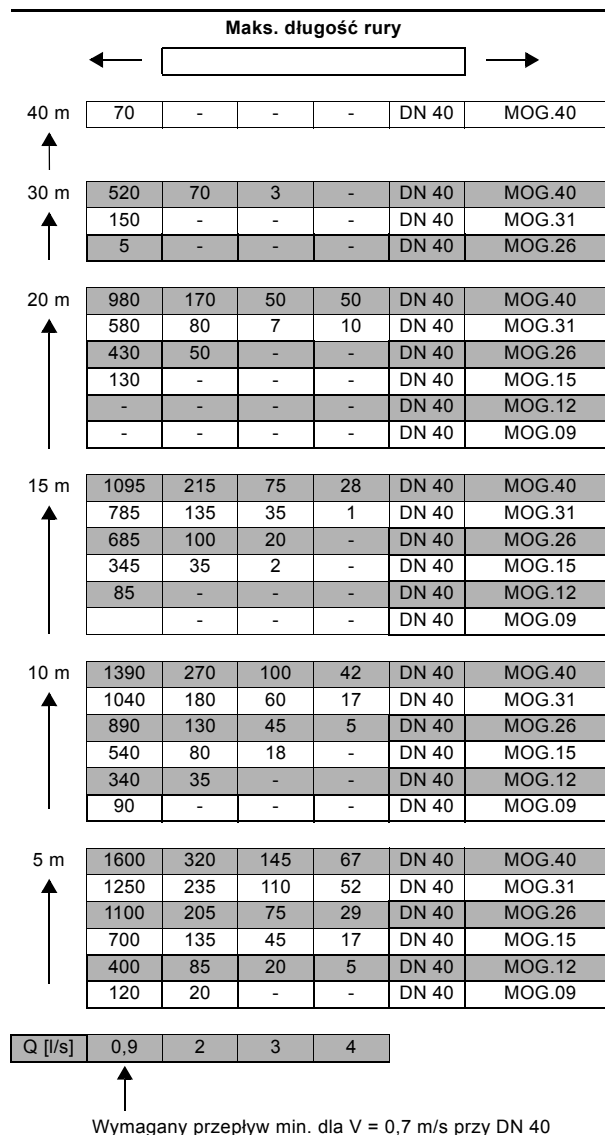 Maks. długość rury
40 m 70 - - - DN 40 MOG.40
30 m 520 70 3 - DN 40 MOG.40
150 - - - DN 40 MOG.31
5 - - - DN 40 MOG.26
20 m 980 170 50 50 DN 40 MOG.40
580 80 7 10 DN 40 MOG.31
430 50 - - DN 40 MOG.26
130 - - - DN 40 MOG.15
- - - - DN 40 MOG.12
- - - - DN 40 MOG.09
15 m 1095 215 75 28 DN 40 MOG.40
785 135 35 1 DN 40 MOG.31
685 100 20 - DN 40 MOG.26
345 35 2 - DN 40 MOG.15
85 - - - DN 40 MOG.12
- - - DN 40 MOG.09
10 m 1390 270 100 42 DN 40 MOG.40
1040 180 60 17 DN 40 MOG.31
890 130 45 5 DN 40 MOG.26
540 80 18 - DN 40 MOG.15
340 35 - - DN 40 MOG.12
90 - - - DN 40 MOG.09
5 m 1600 320 145 67 DN 40 MOG.40
1250 235 110 52 DN 40 MOG.31
1100 205 75 29 DN 40 MOG.26
700 135 45 17 DN 40 MOG.15
400 85 20 5 DN 40 MOG.12
120 20 - - DN 40 MOG.09
Q [l/s] 0,9 2 3 4
Wymagany przepływ min. dla V = 0,7 m/s przy DN 40